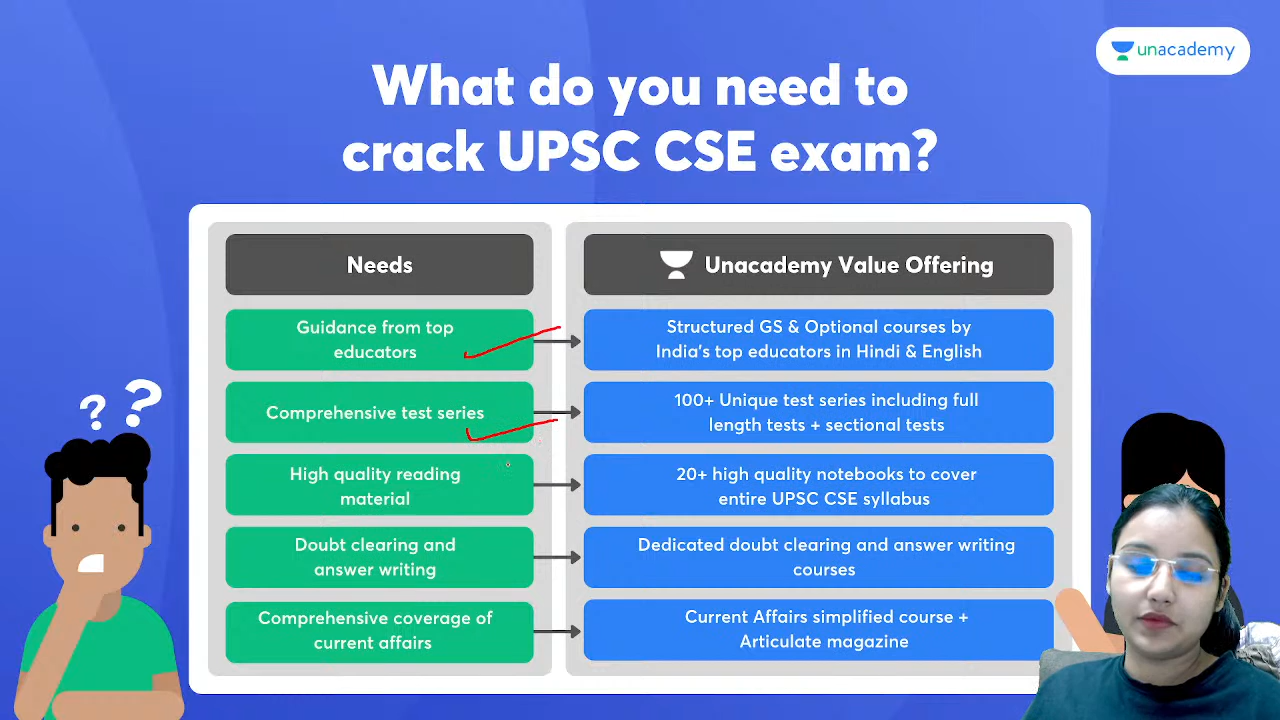 unacademy
What do you need to
crack UPSC CSE exam?
Needs
Unacademy Value Offering
Guidance from top
educators
Structured GS & Optional courses by
India's top educators in Hindi & English
Comprehensive test series
100+ Unique test series including full
length tests + sectional tests
High quality reading
material
20+ high quality notebooks to cover
entire UPSC CSE syllabus
Doubt clearing and
answer writing
Dedicated doubt clearing and answer writing
courses
Comprehensive coverage of
current affairs
Current Affairs simplified course +
Articulate magazine
? ?